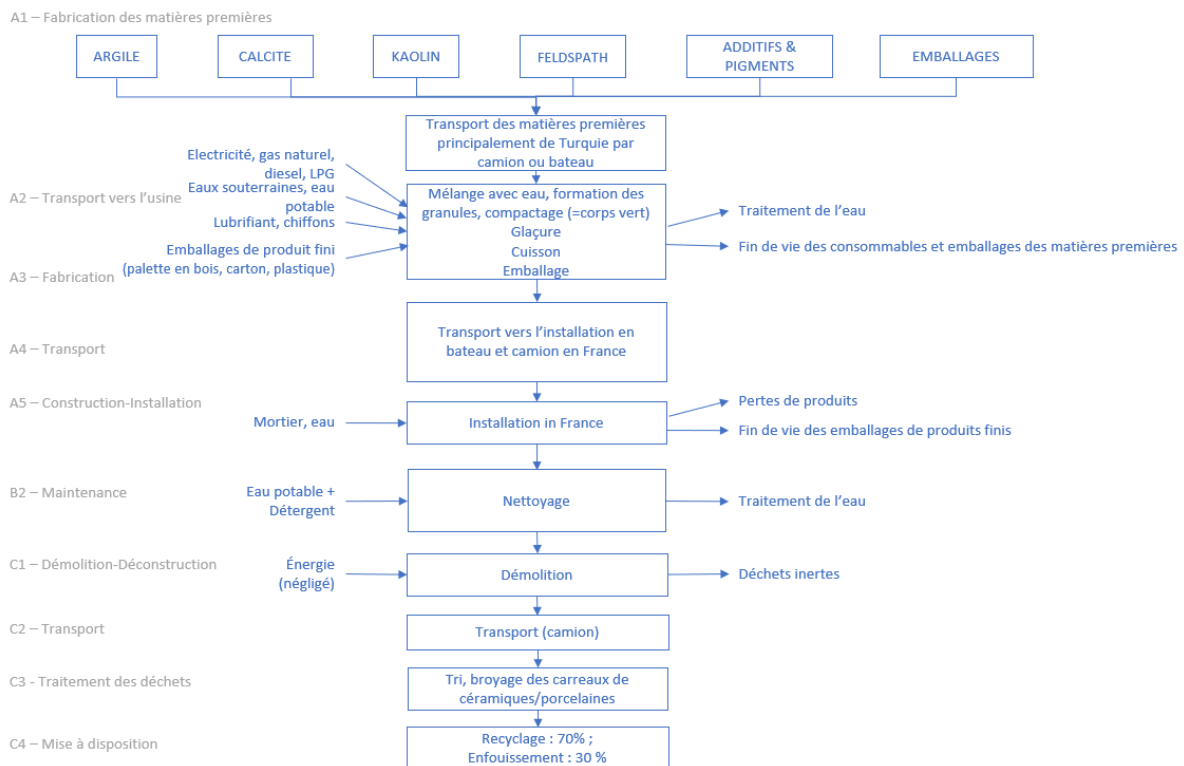 A1 – Fabrication des matières premières
ARGILE
CALCITE
KAOLIN
FELDSPATH
ADDITIFS &
PIGMENTS
EMBALLAGES
Transport des matières premières
principalement de Turquie par
camion ou bateau
Electricité, gas naturel,
diesel, LPG
A2 – Transport vers l'usine
Eaux souterraines, eau
potable
Lubrifiant, chiffons
Emballages de produit fini
(palette en bois, carton, plastique)
Mélange avec eau, formation des
granules, compactage (=corps vert)
Glaçure
Cuisson
Emballage
Traitement de l'eau
Fin de vie des consommables et emballages des matières premières
A3 – Fabrication
A4 – Transport
Transport vers l'installation en
bateau et camion en France
A5 – Construction-Installation
Mortier, eau
Installation in France
Pertes de produits
Fin de vie des emballages de produits finis
B2 – Maintenance
Eau potable +
Détergent
Nettoyage
Traitement de l'eau
C1 – Démolition-Déconstruction
Énergie
(négligé)
Démolition
Déchets inertes
C2 – Transport
Transport (camion)
C3 - Traitement des déchets
Tri, broyage des carreaux de
céramiques/porcelaines
C4 – Mise à disposition
Recyclage : 70% ;
Enfouissement : 30 %